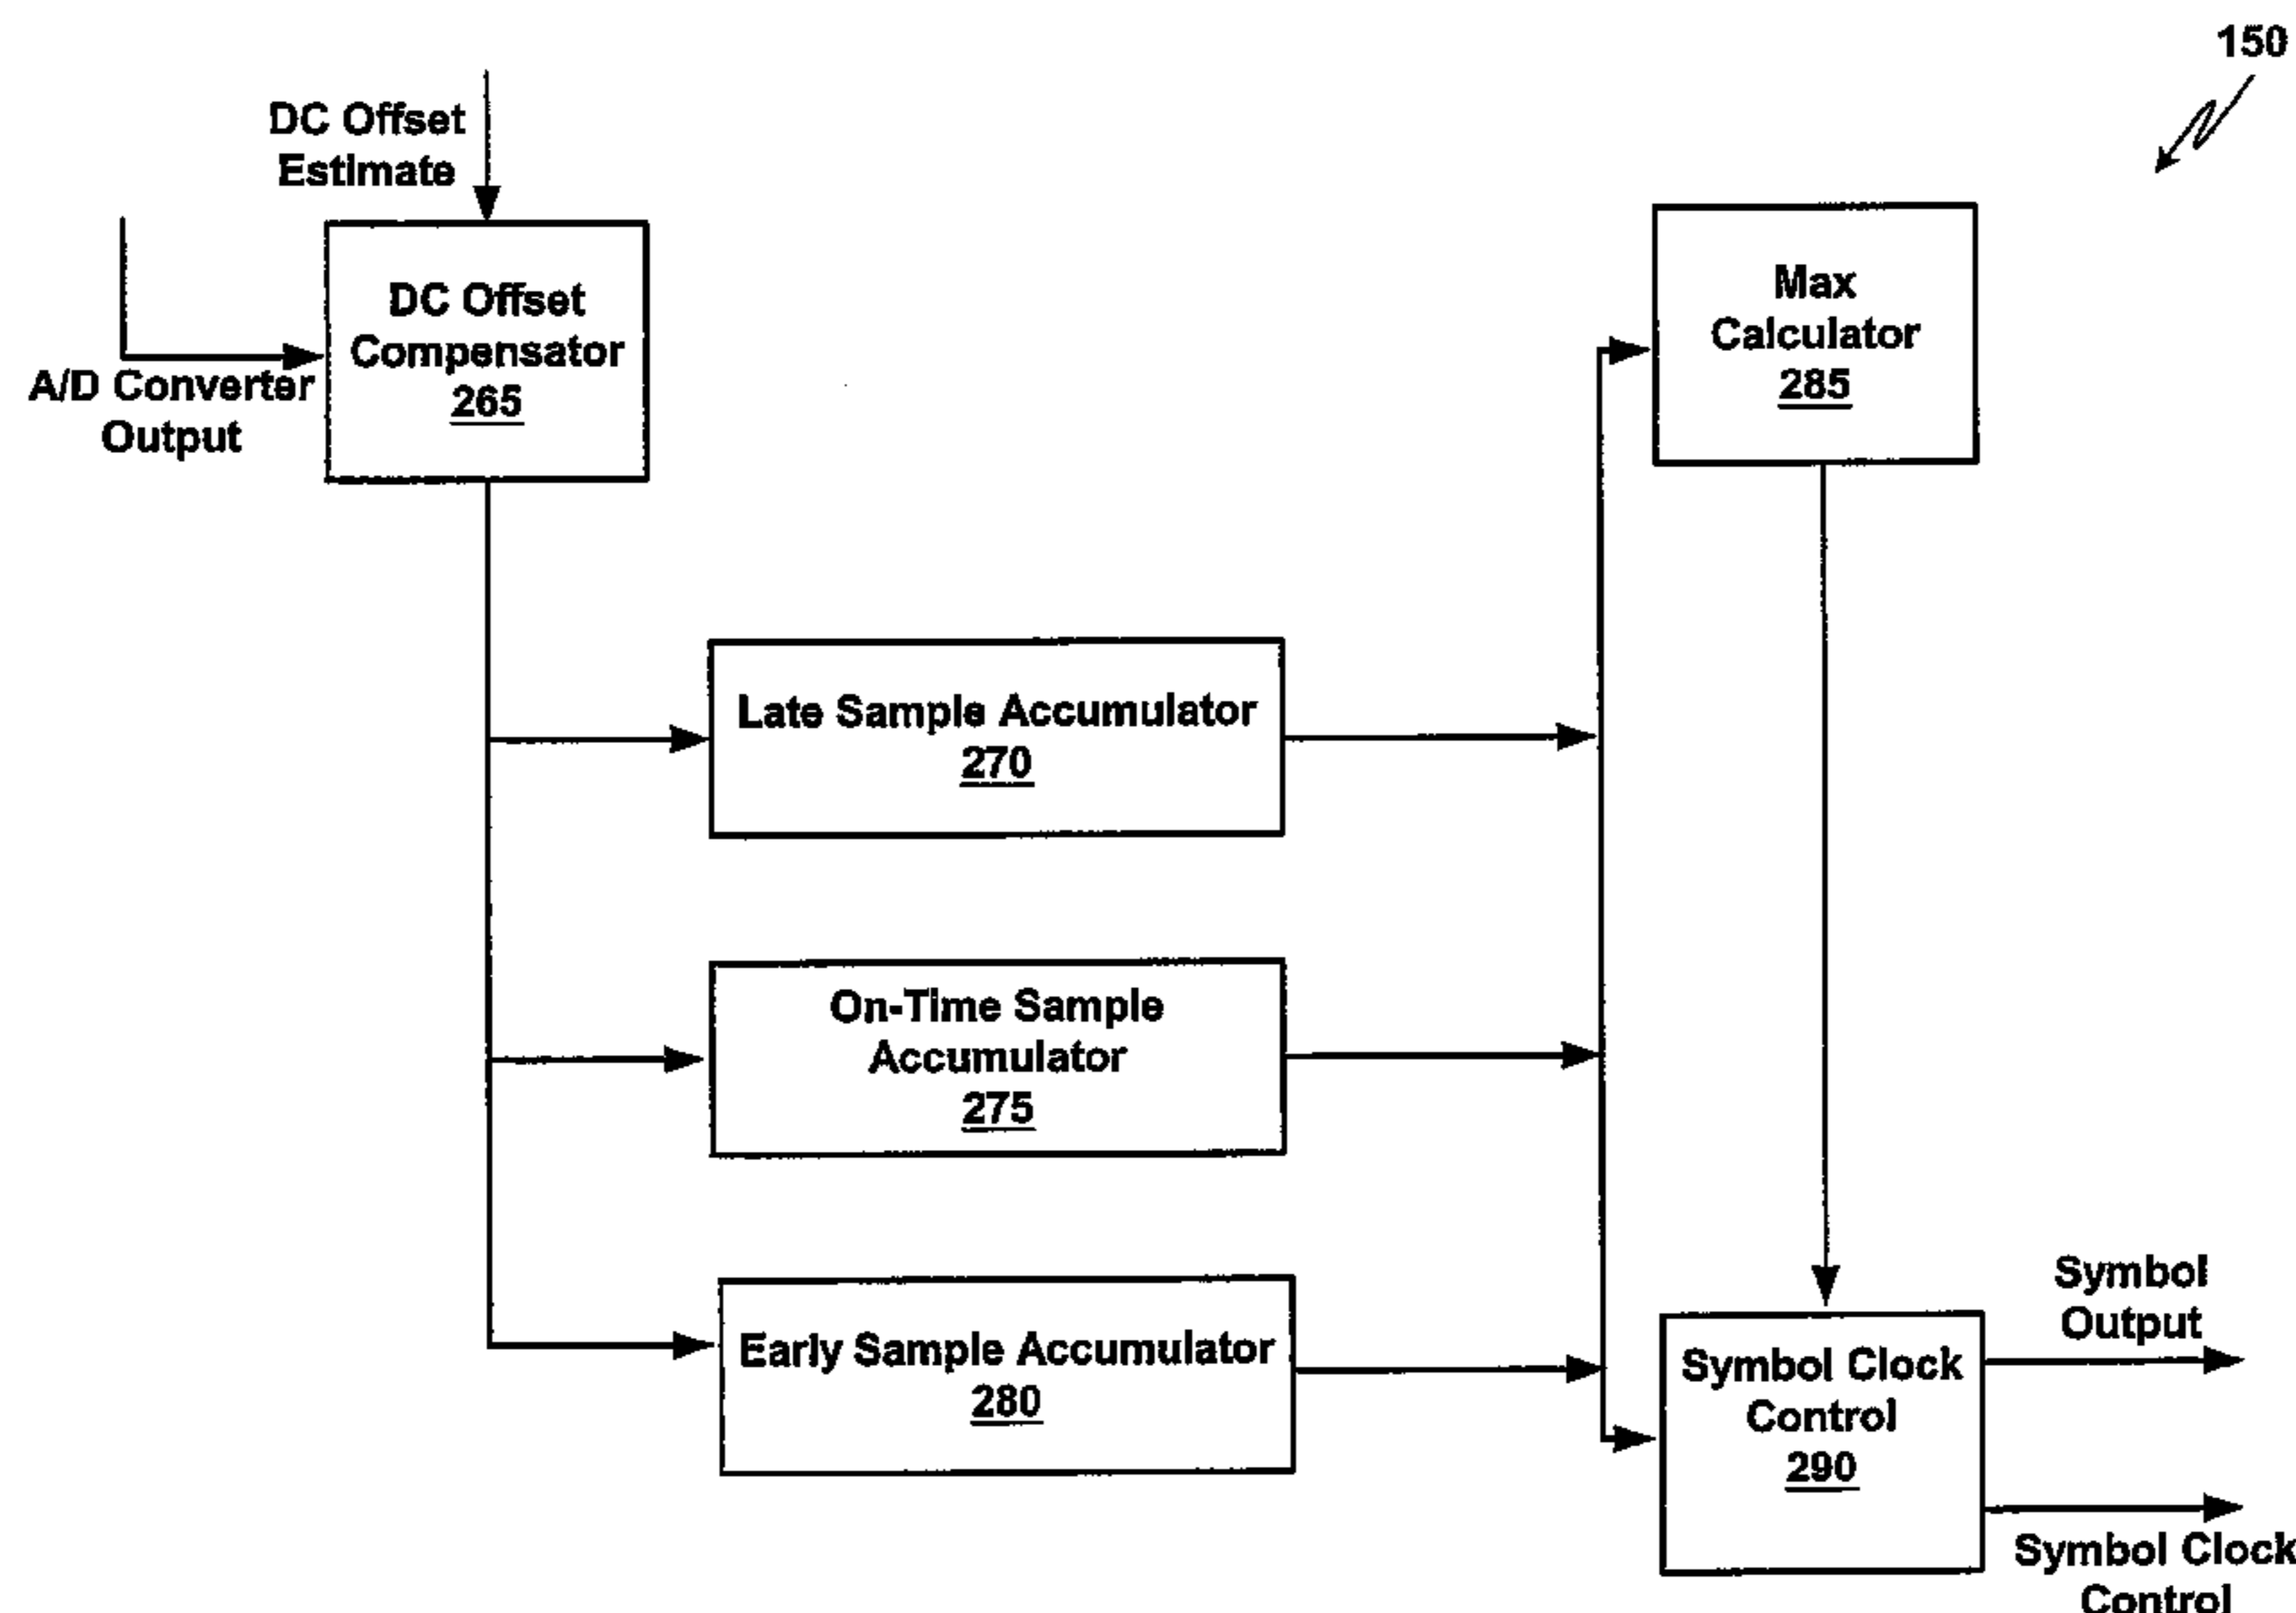 150
DC Offset
Estimate
DC Offset
Compensator
265
A/D Converter
Output
Max
Calculator
285
Late Sample Accumulator
270
On-Time Sample
Accumulator
275
Early Sample Accumulator
280
Symbol Clock
Control
290
Symbol
Output
Symbol Clock
Control